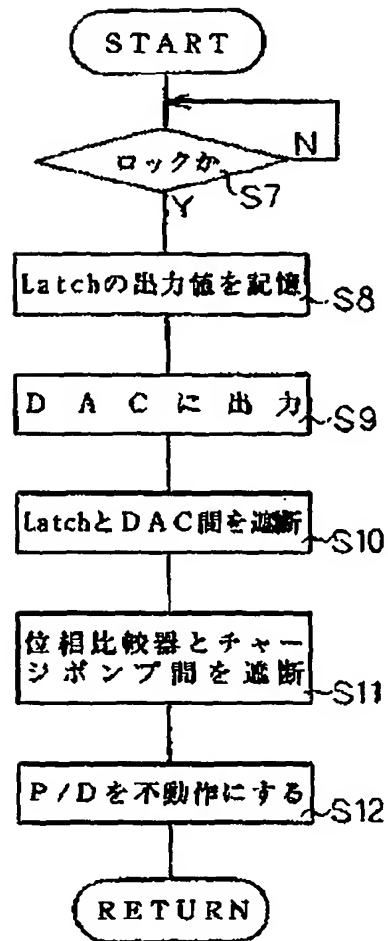 START
ロックか
N
S7
Y
Latchの出力値を記憶
S8
DACに出力
S9
LatchとDAC間を遮断
S10
位相比較器とチャー
ジポンプ間を遮断
S11
P/Dを不動作にする
S12
RETURN